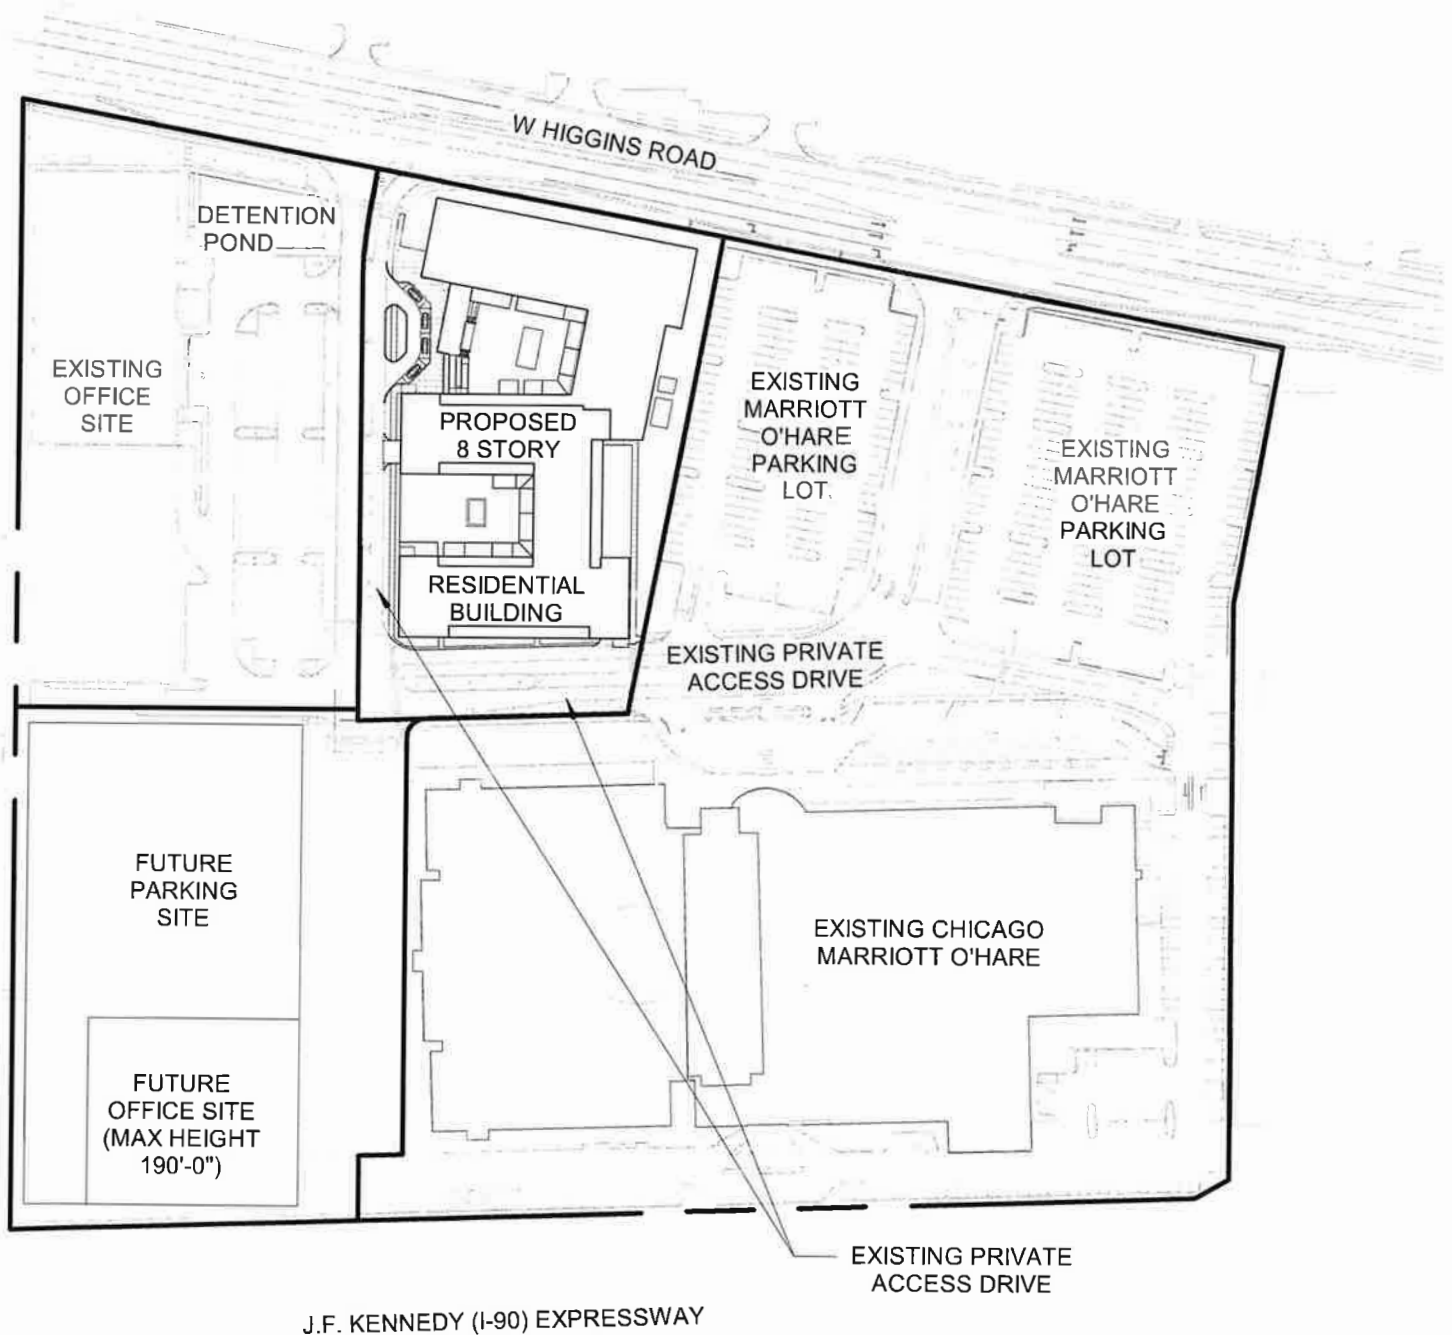 W HIGGINS ROAD
DETENTION
POND
EXISTING
OFFICE
SITE
PROPOSED
8 STORY
RESIDENTIAL
BUILDING
EXISTING
MARRIOTT
O'HARE
PARKING
LOT
EXISTING
MARRIOTT
O'HARE
PARKING
LOT
EXISTING PRIVATE
ACCESS DRIVE
FUTURE
PARKING
SITE
FUTURE
OFFICE SITE
(MAX HEIGHT
190'-0")
EXISTING CHICAGO
MARRIOTT O'HARE
EXISTING PRIVATE
ACCESS DRIVE
J.F. KENNEDY (I-90) EXPRESSWAY